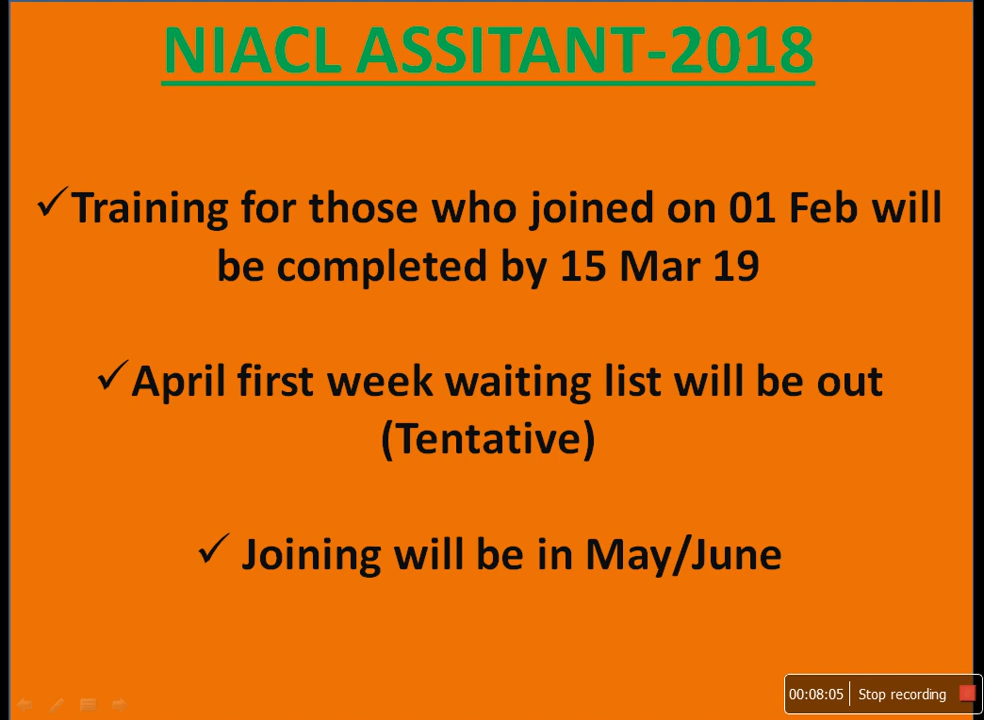 NIACL ASSITANT-2018
✓Training for those who joined on 01 Feb will
be completed by 15 Mar 19
✓April first week waiting list will be out
(Tentative)
✓ Joining will be in May/June
00:08:05 Stop recording